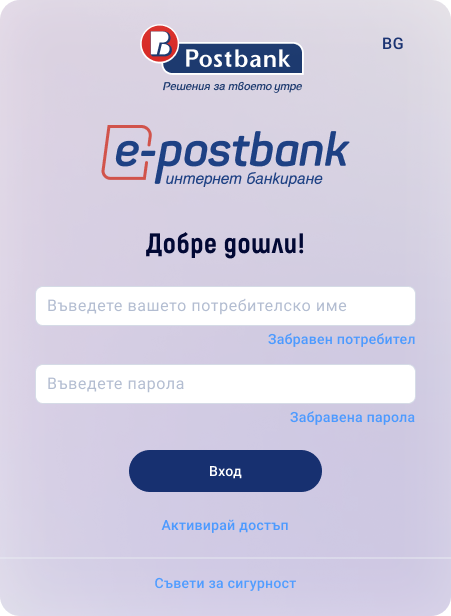 Postbank
BG
Решения за твоето утре
e-postbank
интернет банкиране
Добре дошли!
Въведете вашето потребителско име
Забравен потребител
Въведете парола
Забравена парола
Вход
Активирай достъп
Съвети за сигурност